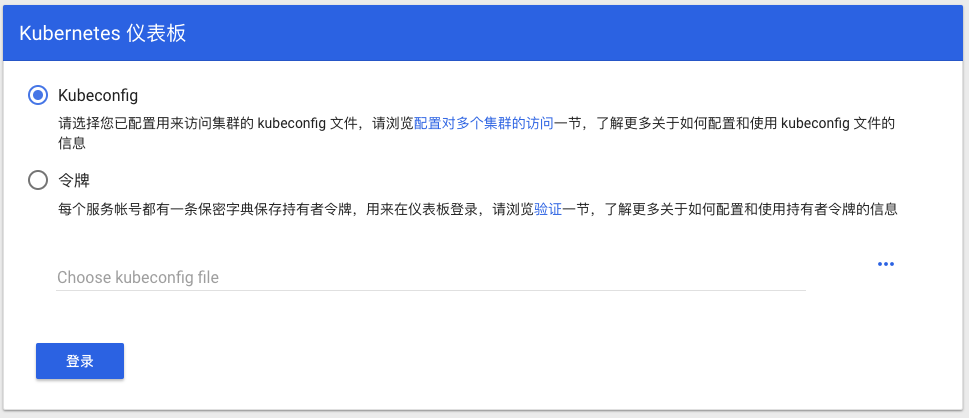 Kubernetes 仪表板
Kubeconfig
请选择您已配置用来访问集群的 kubeconfig 文件，请浏览配置对多个集群的访问一节，了解更多关于如何配置和使用 kubeconfig 文件的
信息
令牌
每个服务帐号都有一条保密字典保存持有者令牌，用来在仪表板登录，请浏览验证一节，了解更多关于如何配置和使用持有者令牌的信息
Choose kubeconfig file
登录